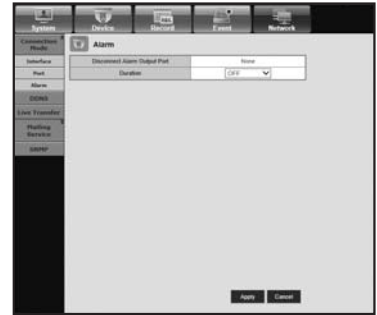 System Device Record Event Network
Connection
Mode
Interface
Port
Alarm
DDNS
Live Transfer
Mailing
Service
SNMP
Alarm
Disconnect Alarm Output Port None
Duration OFF
Apply Cancel